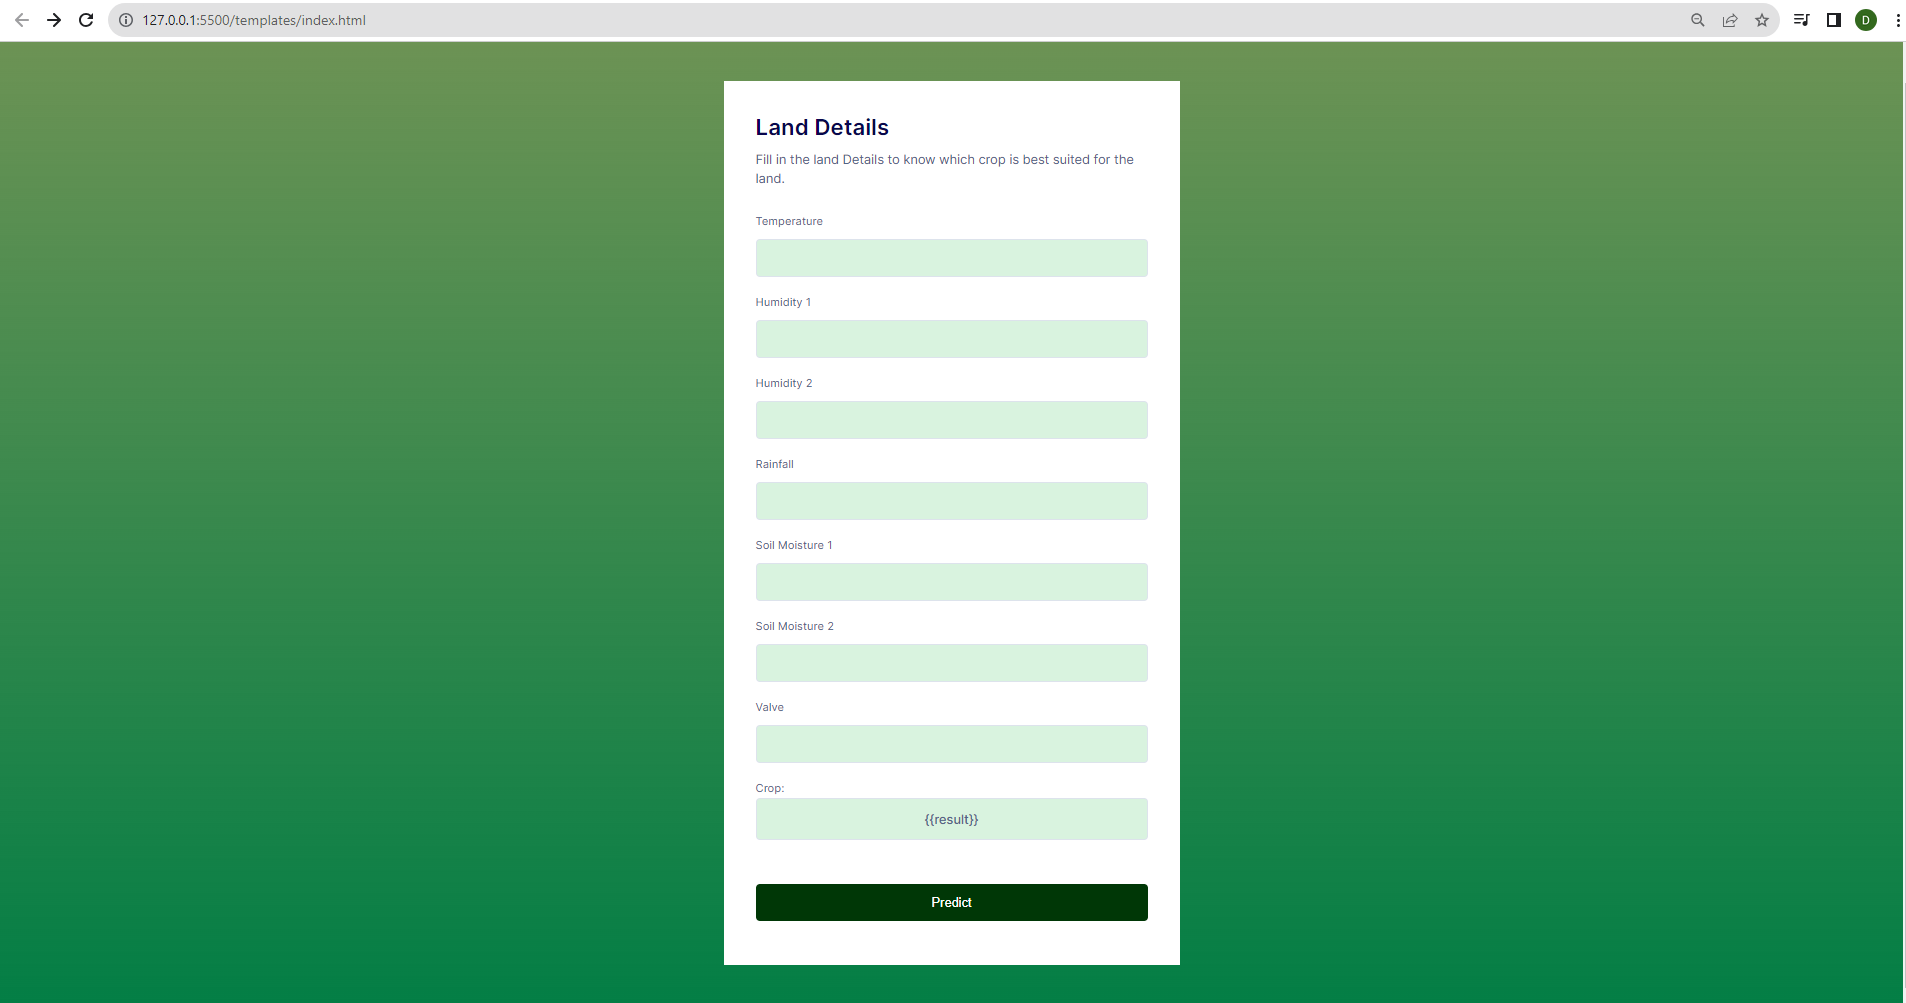 127.0.0.1:5500/templates/index.html
D
Land Details
Fill in the land Details to know which crop is best suited for the
land.
Temperature
Humidity 1
Humidity 2
Rainfall
Soil Moisture 1
Soil Moisture 2
Valve
Crop:
{{result}}
Predict